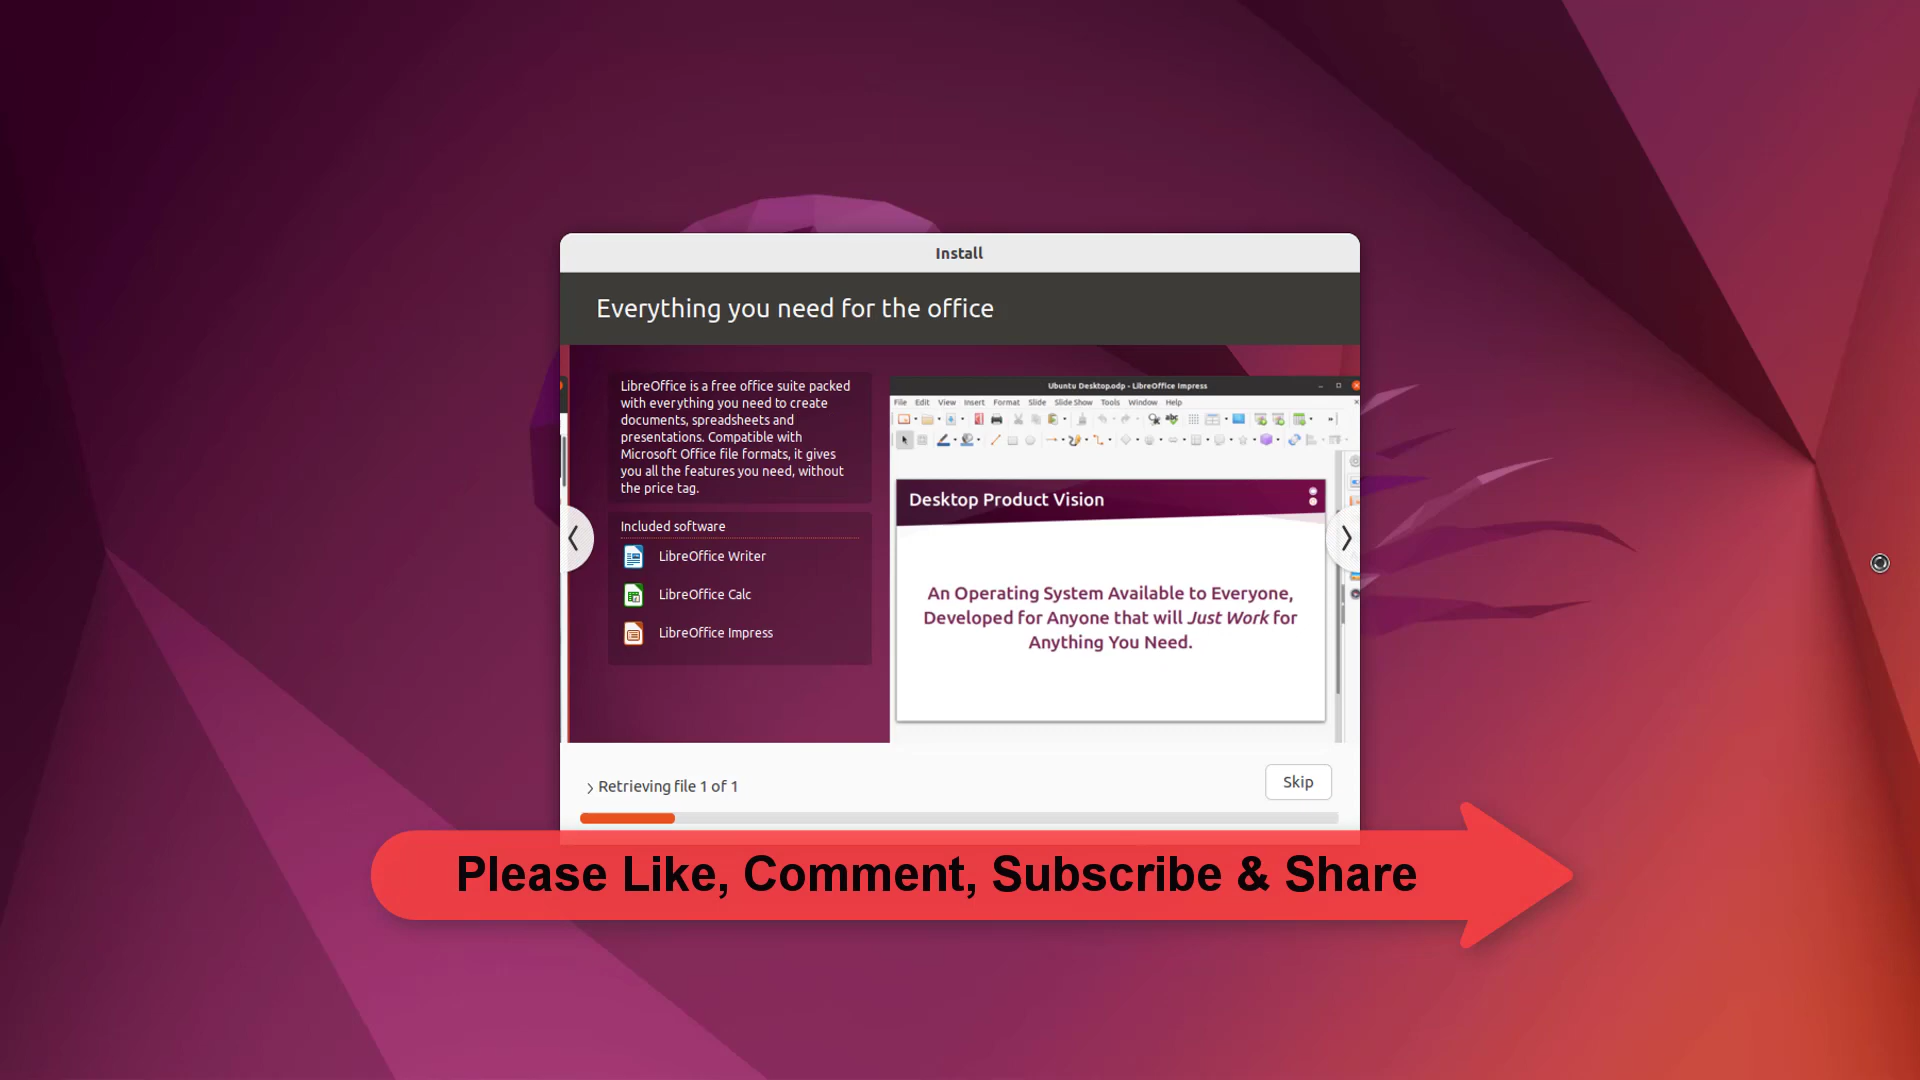 Install
Everything you need for the office
LibreOffice is a free office suite packed
with everything you need to create
documents, spreadsheets and
presentations. Compatible with
Microsoft Office file formats, it gives
you all the features you need, without
the price tag.
Included software
LibreOffice Writer
LibreOffice Calc
LibreOffice Impress
Ubuntu Desktop.odp - LibreOffice Impress
File Edit View Insert Format Slide Slide Show Tools Window Help
Desktop Product Vision
An Operating System Available to Everyone,
Developed for Anyone that will Just Work for
Anything You Need.
Retrieving file 1 of 1
Skip
Please Like, Comment, Subscribe & Share